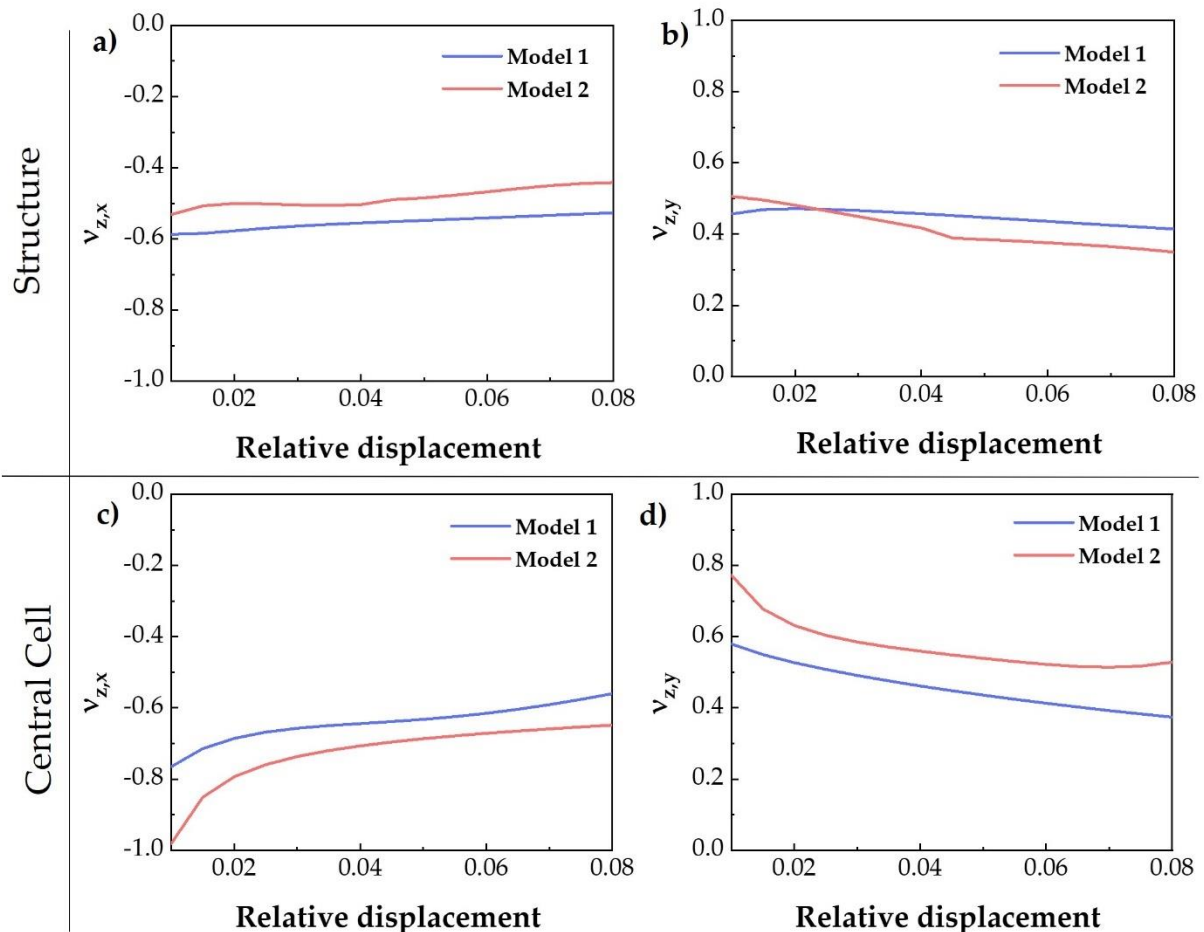 Structure
a)
Model 1
Model 2
0.0
-0.2
-0.4
-0.6
-0.8
-1.0
νz,x
0.02
0.04
0.06
0.08
Relative displacement
b)
Model 1
Model 2
1.0
0.8
0.6
0.4
0.2
0.0
νz,y
0.02
0.04
0.06
0.08
Relative displacement
Central Cell
c)
Model 1
Model 2
0.0
-0.2
-0.4
-0.6
-0.8
-1.0
νz,x
0.02
0.04
0.06
0.08
Relative displacement
d)
Model 1
Model 2
1.0
0.8
0.6
0.4
0.2
0.0
νz,y
0.02
0.04
0.06
0.08
Relative displacement